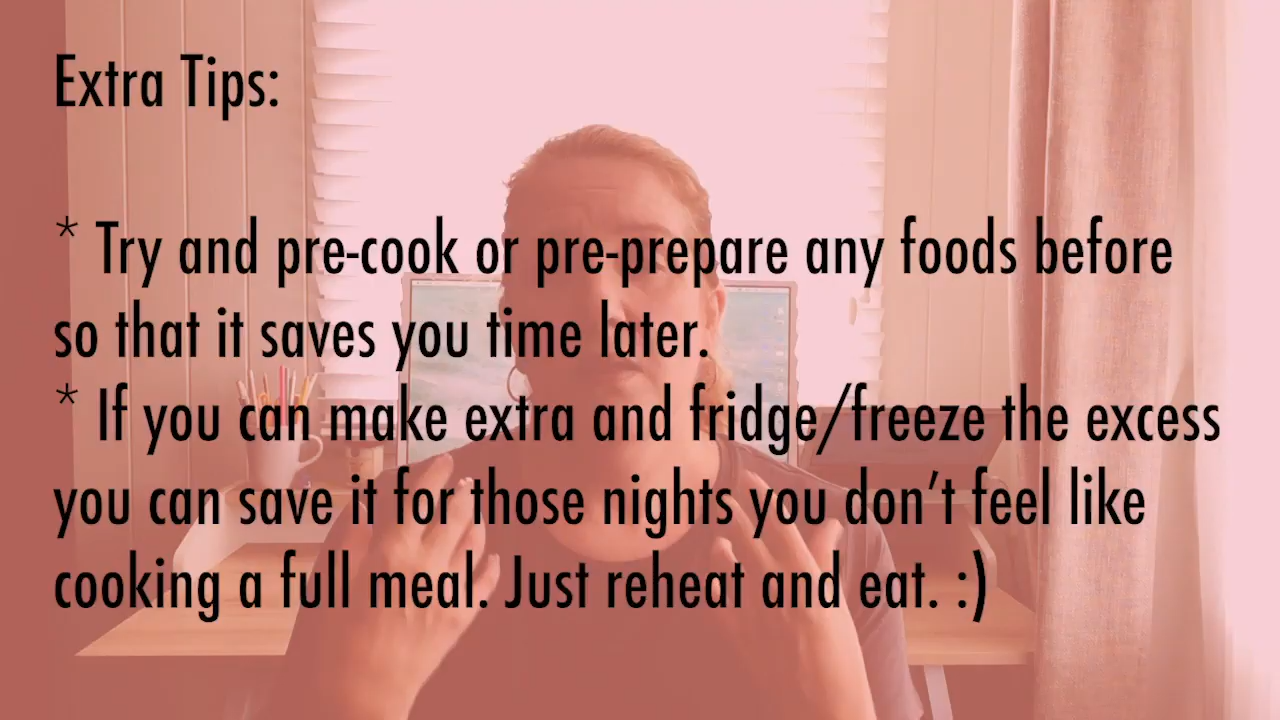 Extra Tips:
* Try and pre-cook or pre-prepare any foods before
so that it saves you time later.
* If you can make extra and fridge/freeze the excess
you can save it for those nights you don’t feel like
cooking a full meal. Just reheat and eat. :)